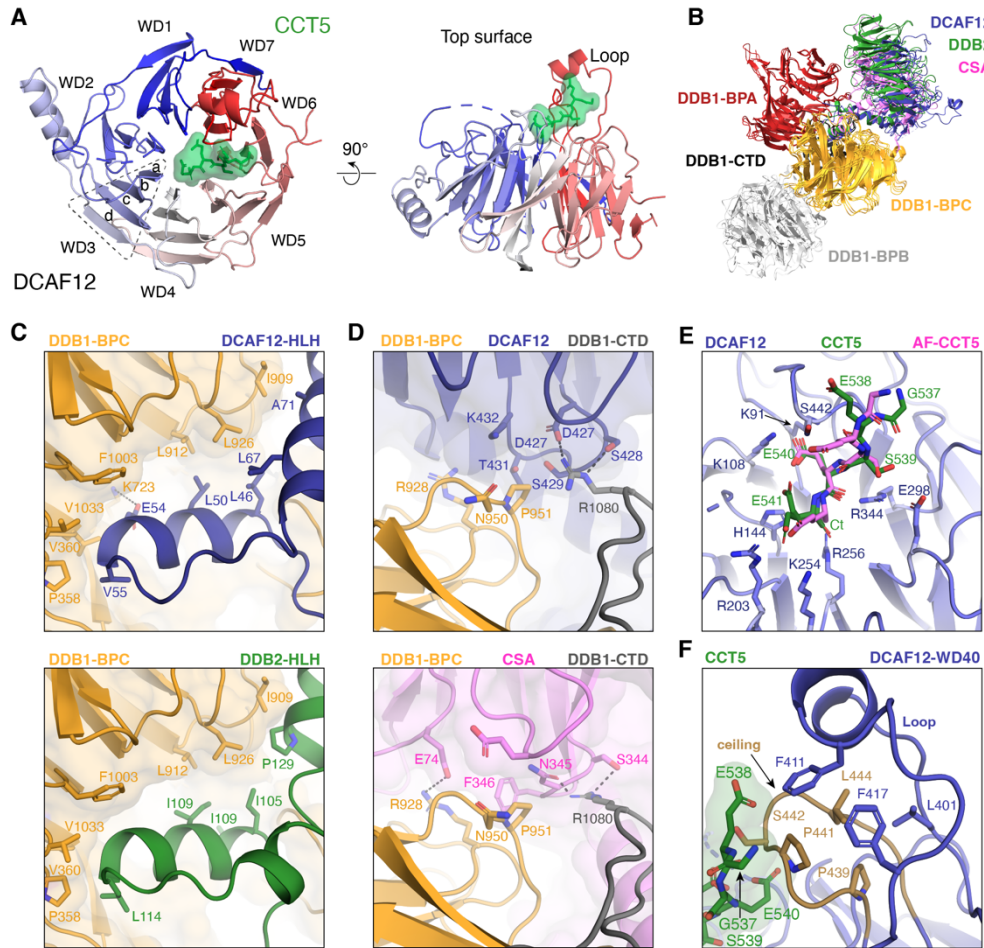 A
CCT5
WD1
WD7
WD2
WD6
a
b
c
d
WD3
WD5
WD4
DCAF12
90°
Top surface
Loop
B
DCAF12
DDB2
CSA
DDB1-BPA
DDB1-CTD
DDB1-BPC
DDB1-BPB
C
DDB1-BPC DCAF12-HLH
I909
A71
L912 L926
F1003
L67
K723
L50
L46
V1033
E54
V360
P358
V55
DDB1-BPC DDB2-HLH
I909
L912 L926
P129
F1003
I109
I105
V1033
I109
V360
P358
L114
D
DDB1-BPC DCAF12 DDB1-CTD
K432
D427
D427
T431
S428
R928
S429
N950 P951
R1080
DDB1-BPC CSA DDB1-CTD
E74
N345
S344
F346
R928
N950
P951
R1080
E
DCAF12 CCT5 AF-CCT5
E538
G537
S442
K91
E540
K108
S539
E541
E298
R344
H144
Ct
R256
K254
R203
F
CCT5 DCAF12-WD40
Loop
ceiling
F411
E538
L444
F417
S442
L401
P441
P439
E540
G537
S539